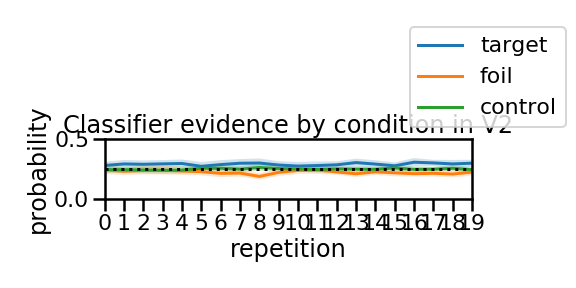 target
foil
control
Classifier evidence by condition in V2
probability
0.5
0.0
0 1 2 3 4 5 6 7 8 9 10 11 12 13 14 15 16 17 18 19
repetition